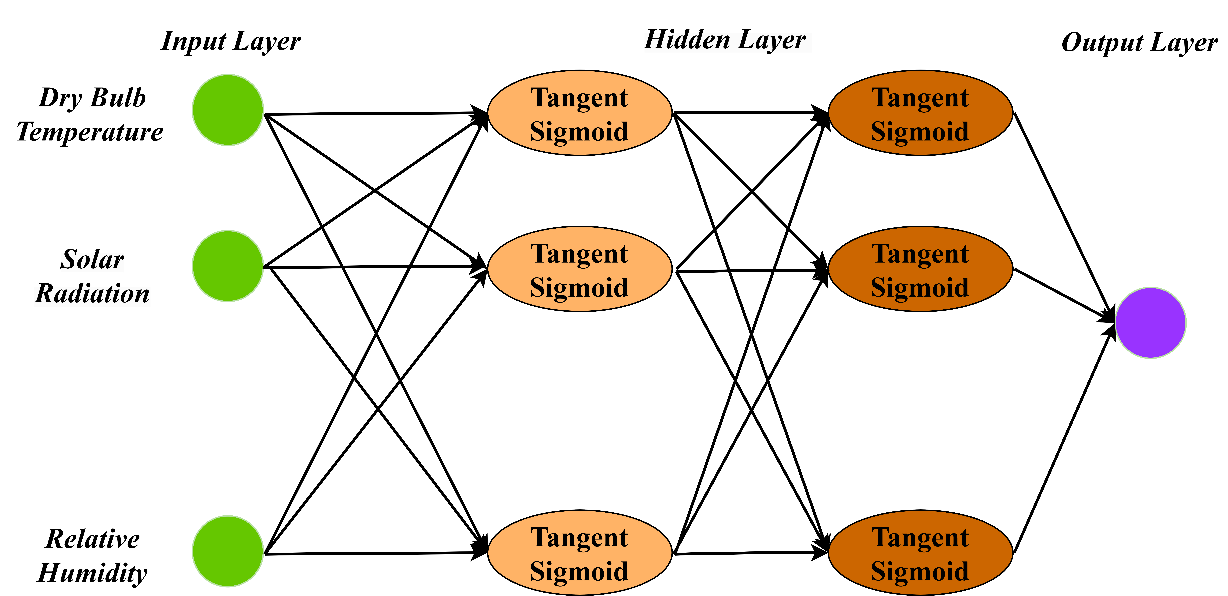 Input Layer
Hidden Layer
Output Layer
Dry Bulb
Temperature
Tangent
Sigmoid
Tangent
Sigmoid
Solar
Radiation
Tangent
Sigmoid
Tangent
Sigmoid
Relative
Humidity
Tangent
Sigmoid
Tangent
Sigmoid